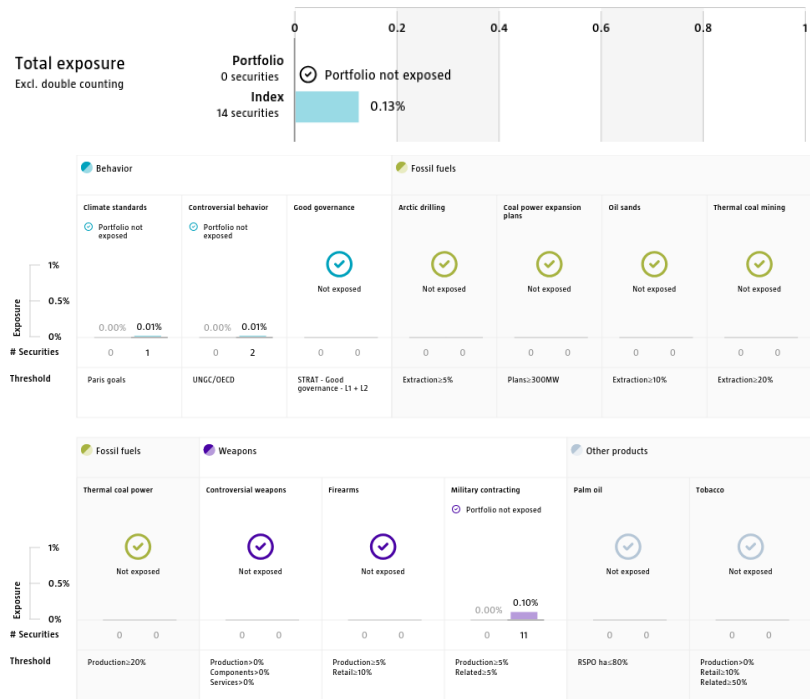 0 0.2 0.4 0.6 0.8 1
Total exposure
Excl. double counting
Portfolio
0 securities
Portfolio not exposed
Index
14 securities
0.13%
Behavior
Fossil fuels
Climate standards
Controversial behavior
Good governance
Arctic drilling
Coal power expansion
plans
Oil sands
Thermal coal mining
Portfolio not
exposed
Portfolio not
exposed
Not exposed
Not exposed
Not exposed
Not exposed
Not exposed
Exposure
1%
0.5%
0%
0.00% 0.01%
0.00% 0.01%
# Securities 0 1 0 2 0 0 0 0 0 0 0 0 0 0
Threshold
Paris goals
UNGC/OECD
STRAT - Good
governance - L1 + L2
Extraction≥5%
Plans≥300MW
Extraction≥10%
Extraction≥20%
Fossil fuels
Weapons
Other products
Thermal coal power
Controversial weapons
Firearms
Military contracting
Palm oil
Tobacco
Portfolio not exposed
Not exposed
Not exposed
Not exposed
Not exposed
Not exposed
Exposure
1%
0.5%
0%
0.00% 0.10%
# Securities 0 0 0 0 0 0 0 11 0 0 0 0
Threshold
Production≥20%
Production>0%
Components>0%
Services>0%
Production≥5%
Retail≥10%
Production≥5%
Related≥5%
RSPO ha≤80%
Production>0%
Retail≥10%
Related≥50%